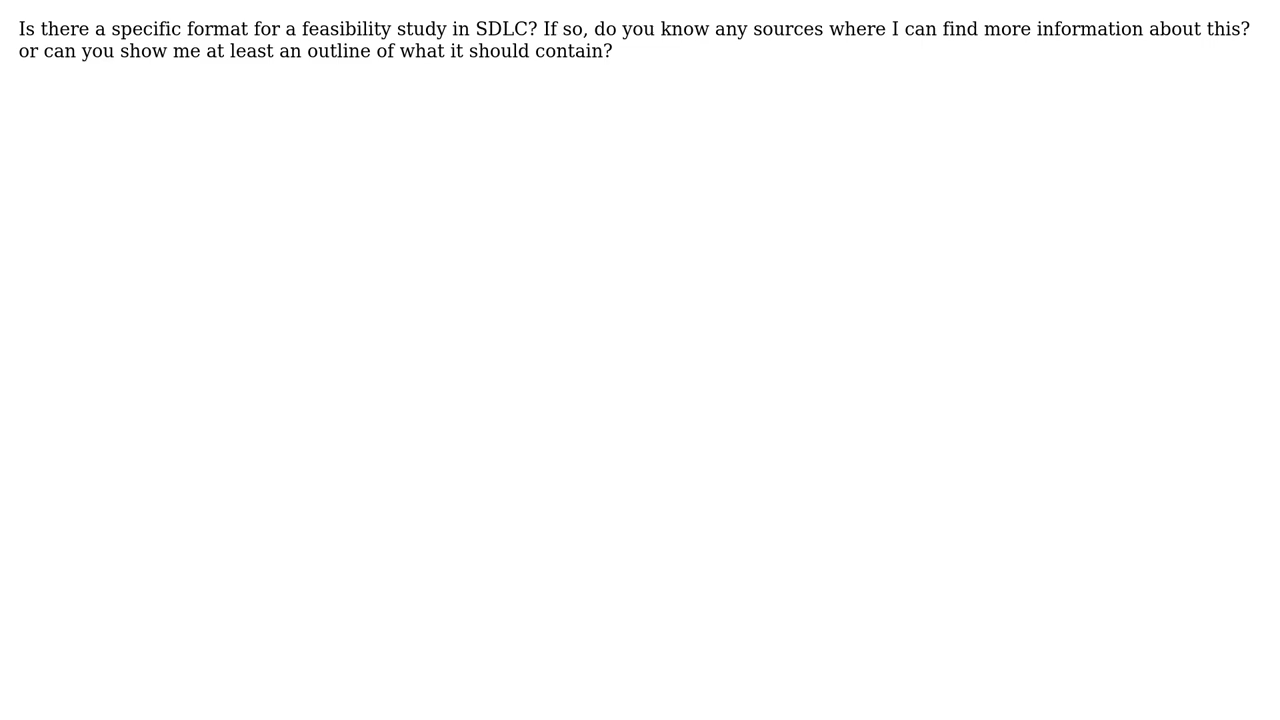 Is there a specific format for a feasibility study in SDLC? If so, do you know any sources where I can find more information about this?
or can you show me at least an outline of what it should contain?